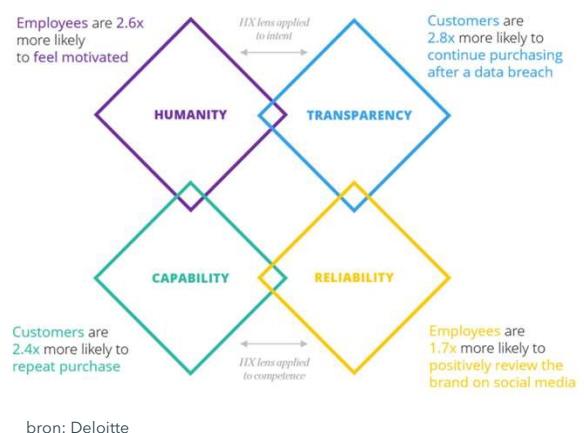 Employees are 2.6x
more likely
to feel motivated
HX lens applied
to intent
Customers are
2.8x more likely to
continue purchasing
after a data breach
HUMANITY
TRANSPARENCY
CAPABILITY
RELIABILITY
Customers are
2.4x more likely to
repeat purchase
HX lens applied
to competence
Employees are
1.7x more likely to
positively review the
brand on social media
bron: Deloitte